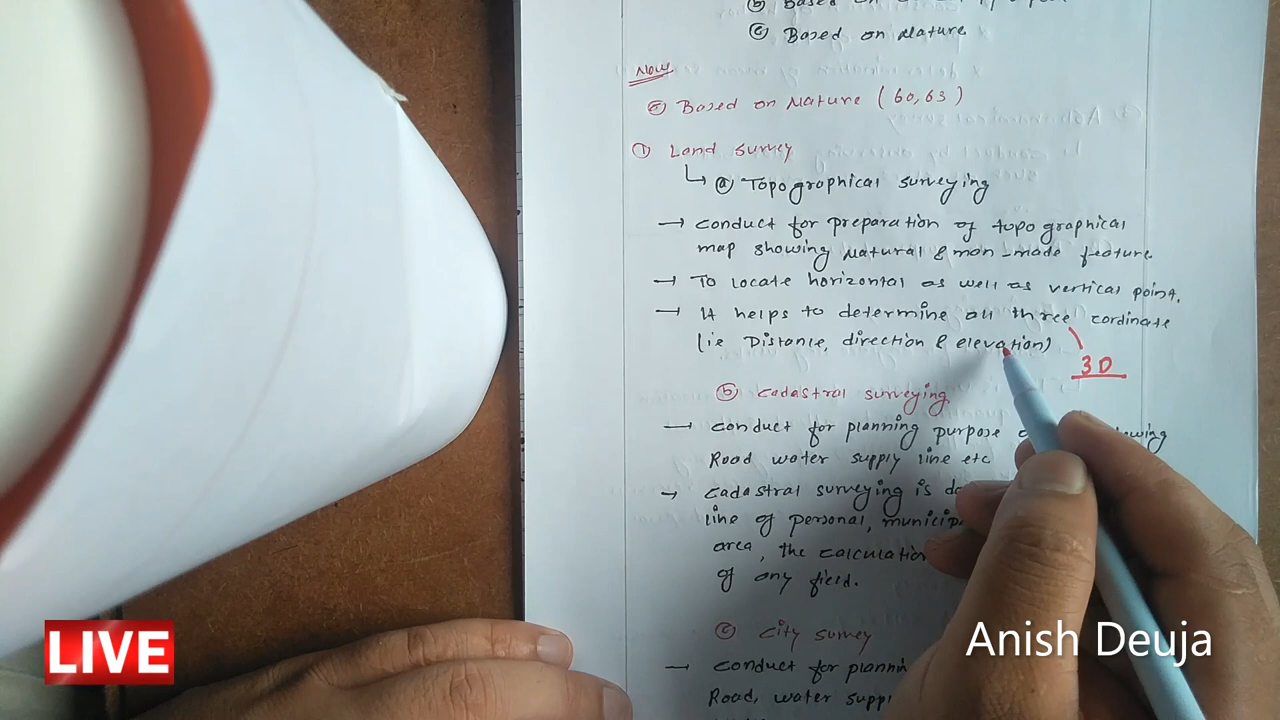 (b) Based on
(c) Based on Nature
Now
(c) Based on Nature (60, 63)
(1) Land survey
(a) Topographical surveying
→ conduct for preparation of topographical
map showing Natural & man-made feature
→ To locate horizontal as well as vertical point.
→ It helps to determine all three cordinate
(ie Distance, direction & elevation)
3D
(b) cadastral surveying
→ conduct for planning purpose
Road water supply line etc
→ cadastral surveying is
line of personal,
area, the calculation
of any field.
(c) city survey
→ conduct for
Road, water
LIVE
Anish Deuja